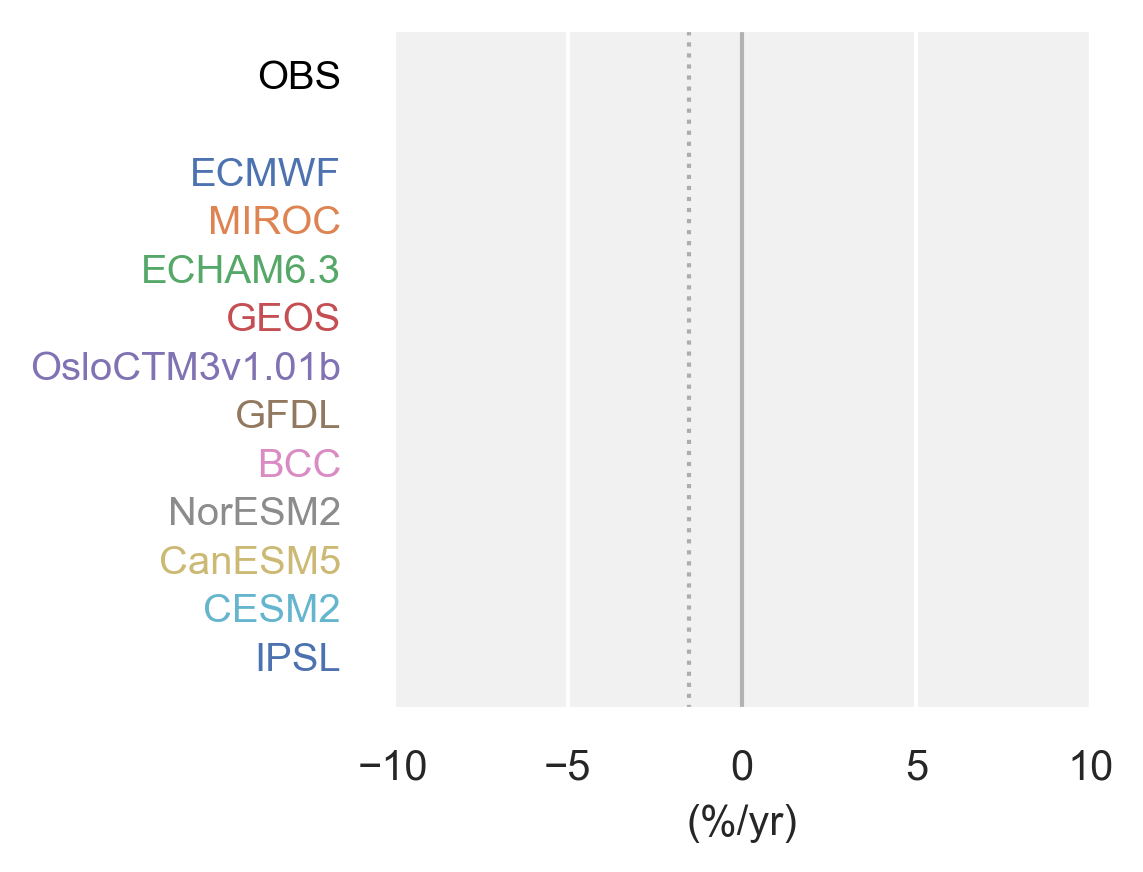 OBS
ECMWF
MIROC
ECHAM6.3
GEOS
OsloCTM3v1.01b
GFDL
BCC
NorESM2
CanESM5
CESM2
IPSL
−10 −5 0 5 10
(%/yr)